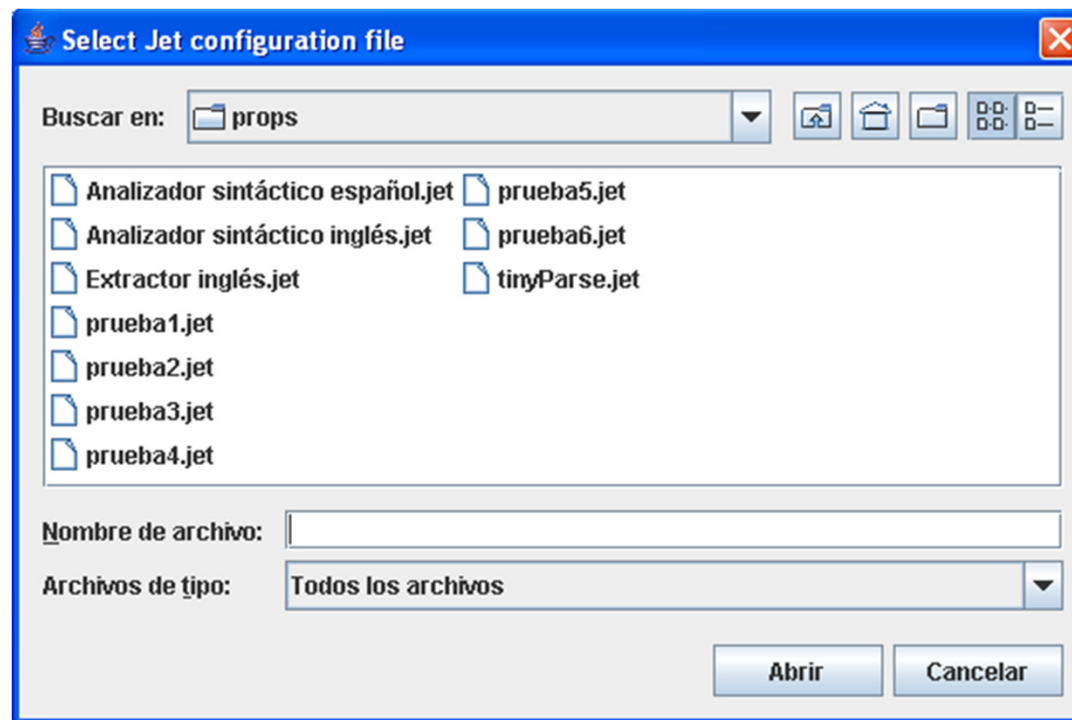 Select Jet configuration file
Buscar en: props
Analizador sintáctico español.jet
Analizador sintáctico inglés.jet
Extractor inglés.jet
prueba1.jet
prueba2.jet
prueba3.jet
prueba4.jet
prueba5.jet
prueba6.jet
tinyParse.jet
Nombre de archivo:
Archivos de tipo: Todos los archivos
Abrir Cancelar